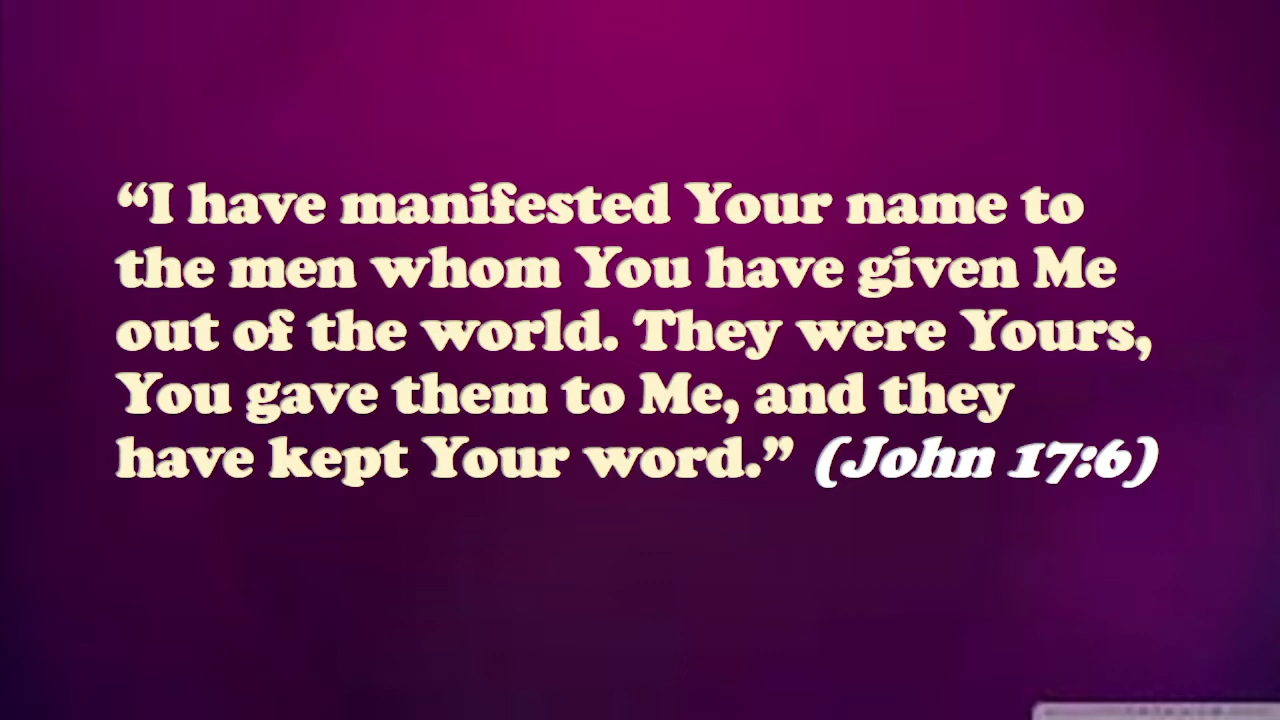 “I have manifested Your name to
the men whom You have given Me
out of the world. They were Yours,
You gave them to Me, and they
have kept Your word.” (John 17:6)